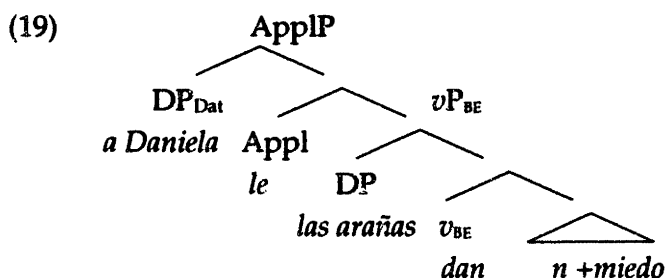 (19) ApplP
DP_Dat vP_BE
a Daniela Appl
le DP
las arañas v_BE
dan n +miedo